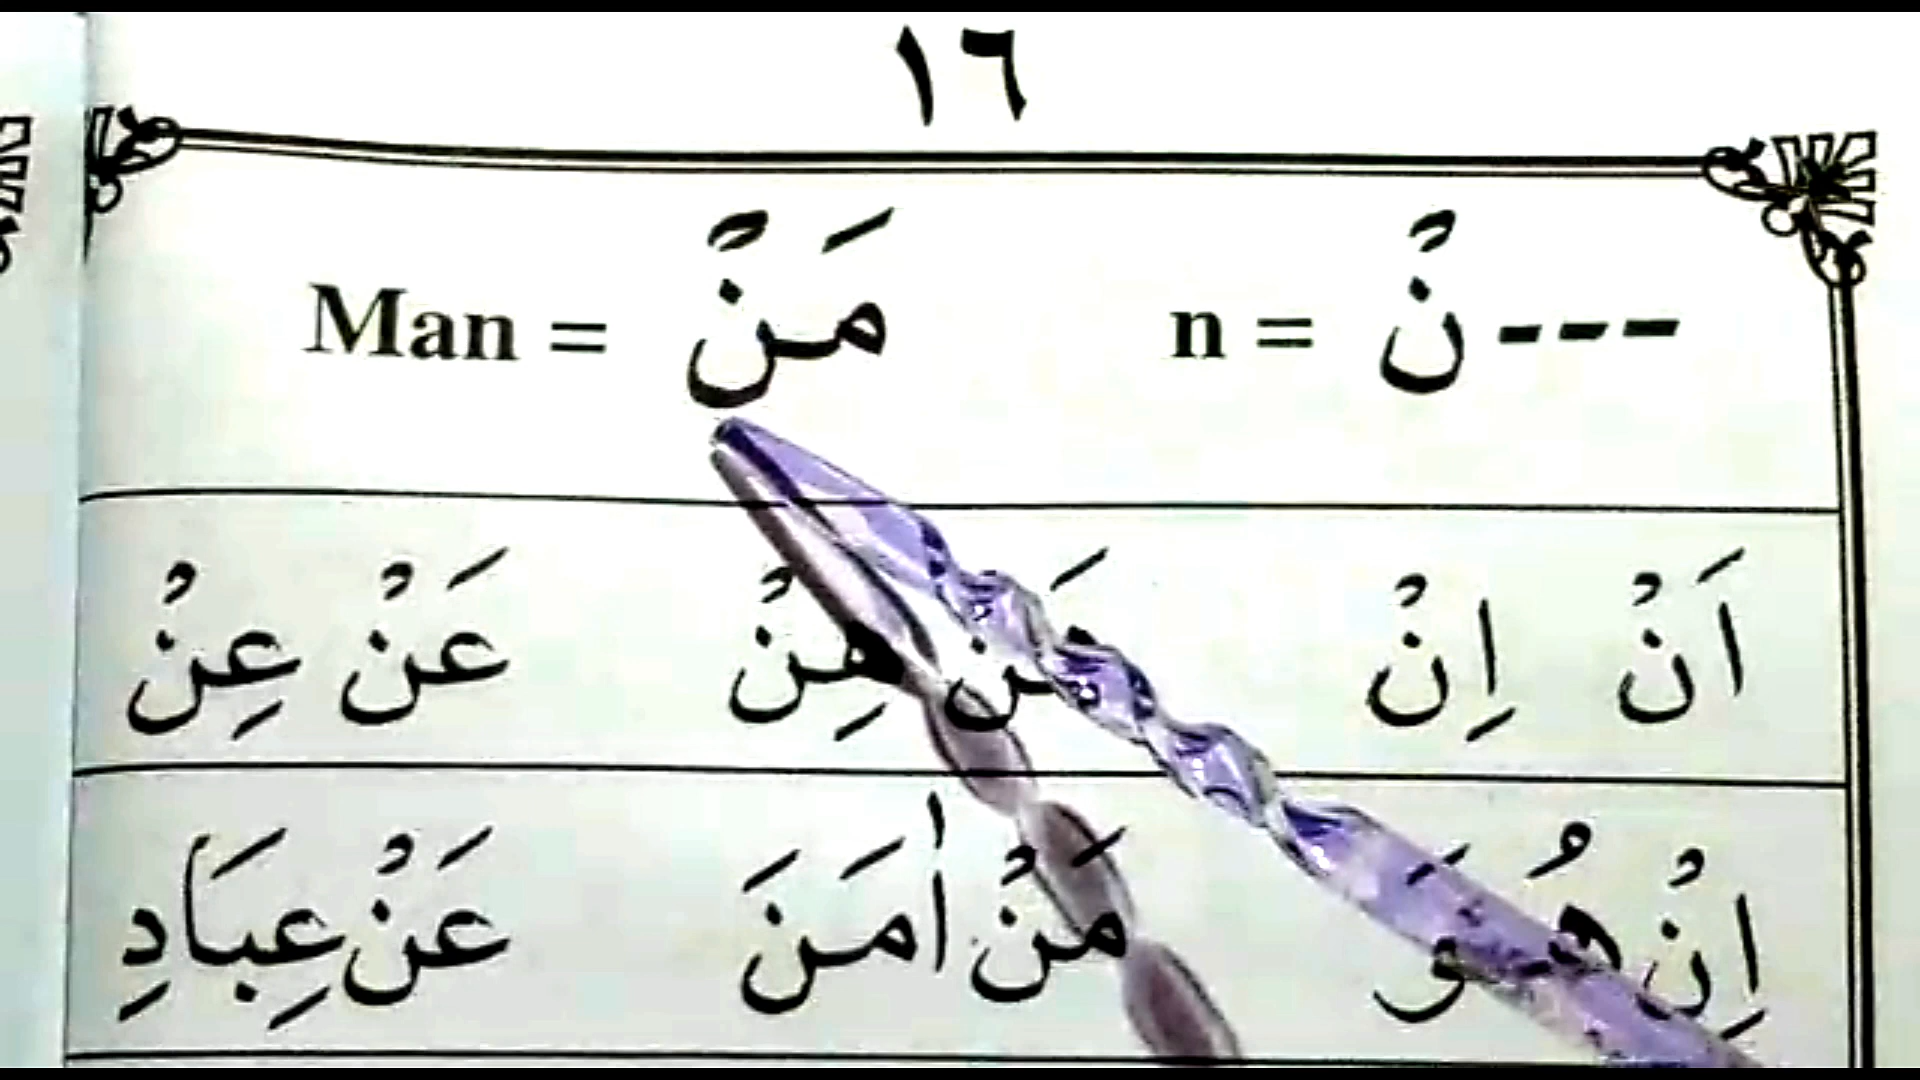 ١٦
---نْ = n مَنْ = Man
اَنْ اِنْ هَنْ هِنْ عَنْ عِنْ
اِنْ هُوَ مَنْ اٰمَنَ عَنْ عِبَادِ